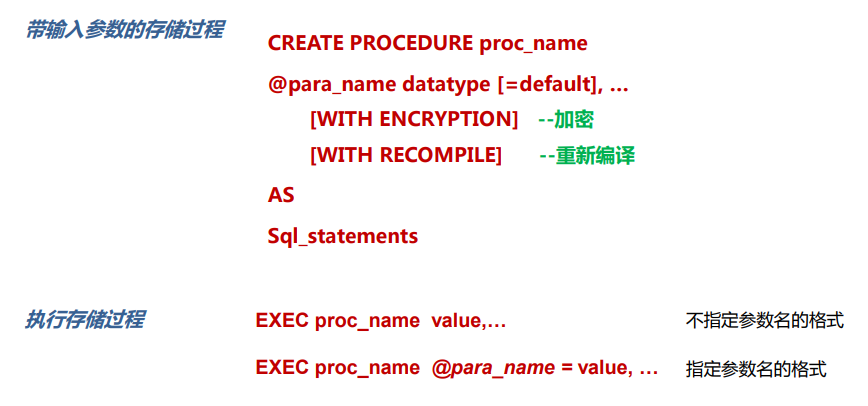 带输入参数的存储过程
CREATE PROCEDURE proc_name
@para_name datatype [=default], …
[WITH ENCRYPTION] --加密
[WITH RECOMPILE] --重新编译
AS
Sql_statements
执行存储过程 EXEC proc_name value,… 不指定参数名的格式
EXEC proc_name @para_name = value, … 指定参数名的格式